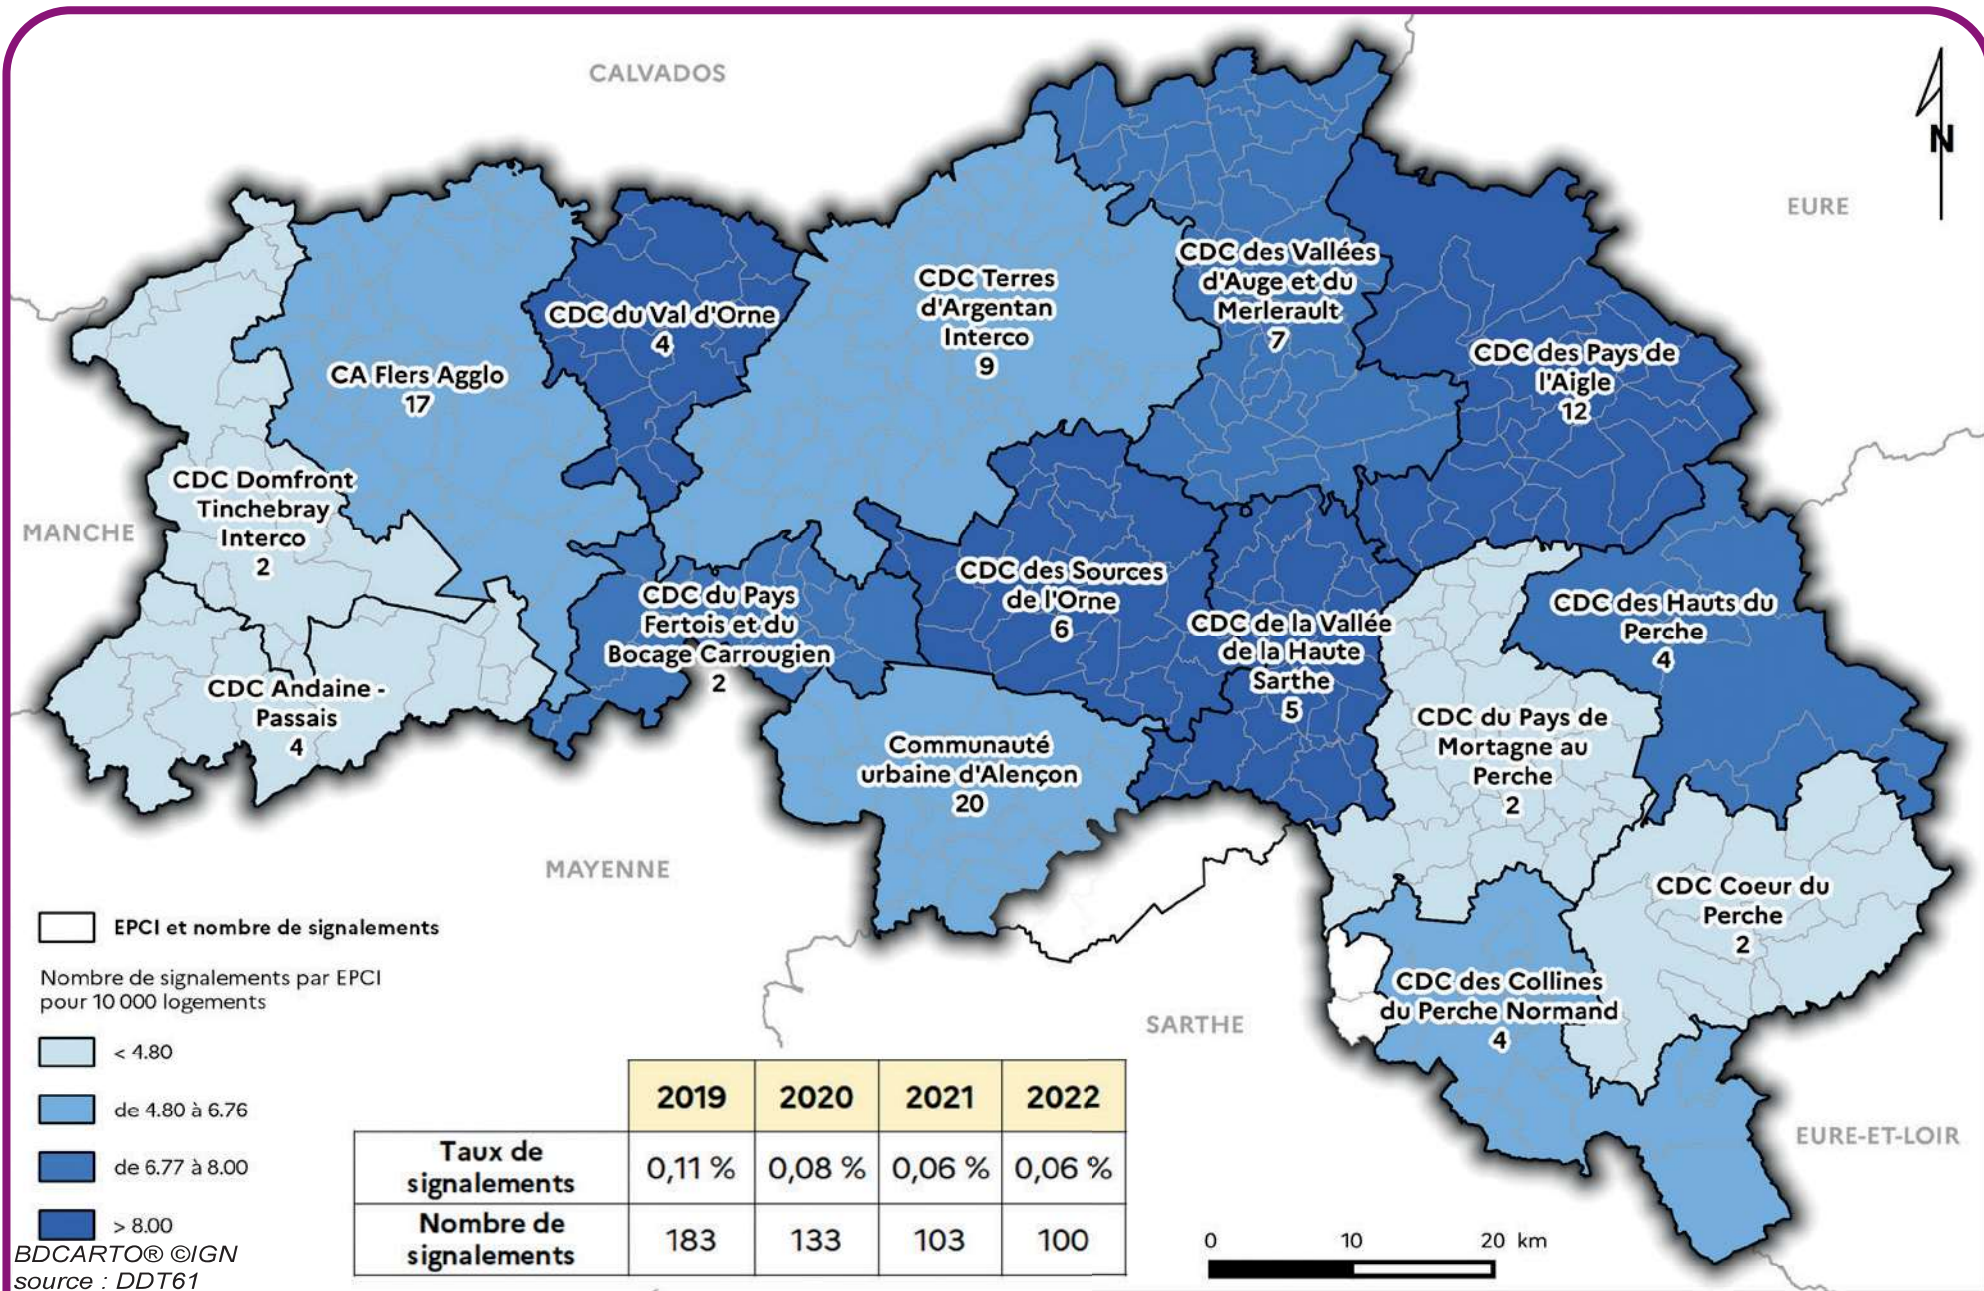 CALVADOS
N
EURE
CDC des Vallées
d'Auge et du
Merlerault
7
CDC Terres
d'Argentan
Interco
9
CDC du Val d'Orne
4
CDC des Pays de
l'Aigle
12
CA Flers Agglo
17
CDC Domfront
Tinchebray
Interco
2
MANCHE
CDC des Sources
de l'Orne
6
CDC du Pays
Fertois et du
Bocage Carrougien
2
CDC des Hauts du
Perche
4
CDC de la Vallée
de la Haute
Sarthe
5
CDC Andaine -
Passais
4
CDC du Pays de
Mortagne au
Perche
2
Communauté
urbaine d'Alençon
20
MAYENNE
CDC Coeur du
Perche
2
CDC des Collines
du Perche Normand
4
SARTHE
EURE-ET-LOIR
EPCI et nombre de signalements
Nombre de signalements par EPCI
pour 10 000 logements
< 4.80
de 4.80 à 6.76
de 6.77 à 8.00
> 8.00
BDCARTO® ©IGN
source : DDT61
2019 2020 2021 2022
Taux de
signalements
0,11 % 0,08 % 0,06 % 0,06 %
Nombre de
signalements
183 133 103 100
0 10 20 km